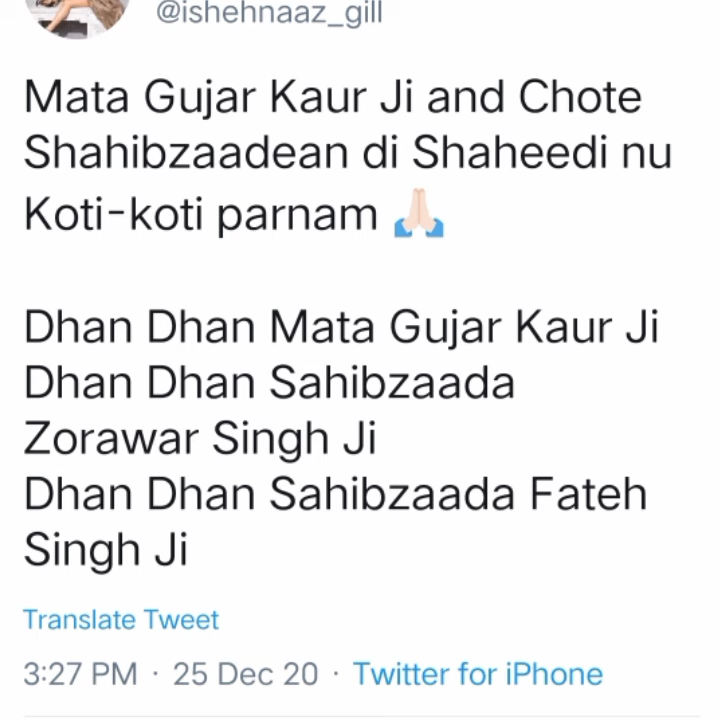 @ishehnaaz_gill
Mata Gujar Kaur Ji and Chote
Shahibzaadean di Shaheedi nu
Koti-koti parnam 🙏🏻
Dhan Dhan Mata Gujar Kaur Ji
Dhan Dhan Sahibzaada
Zorawar Singh Ji
Dhan Dhan Sahibzaada Fateh
Singh Ji
Translate Tweet
3:27 PM · 25 Dec 20 · Twitter for iPhone